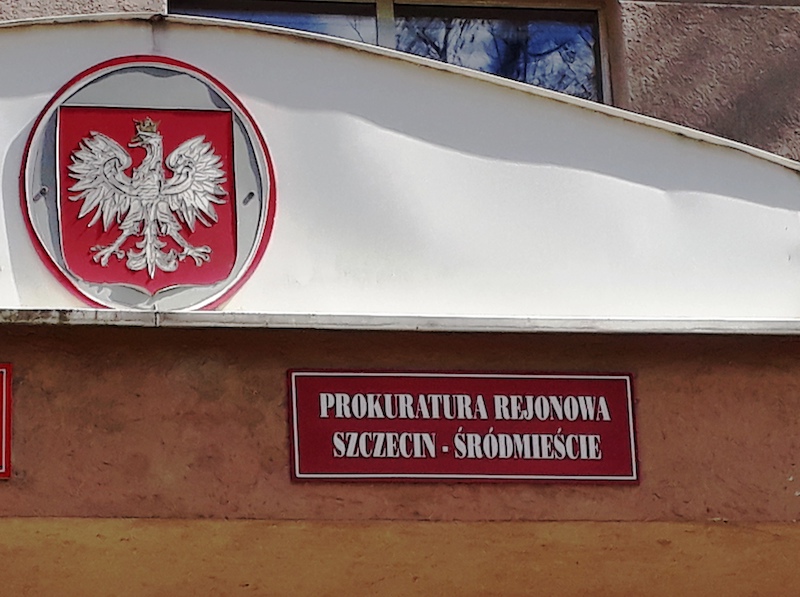 PROKURATURA REJONOWA
SZCZECIN - ŚRÓDMIEŚCIE